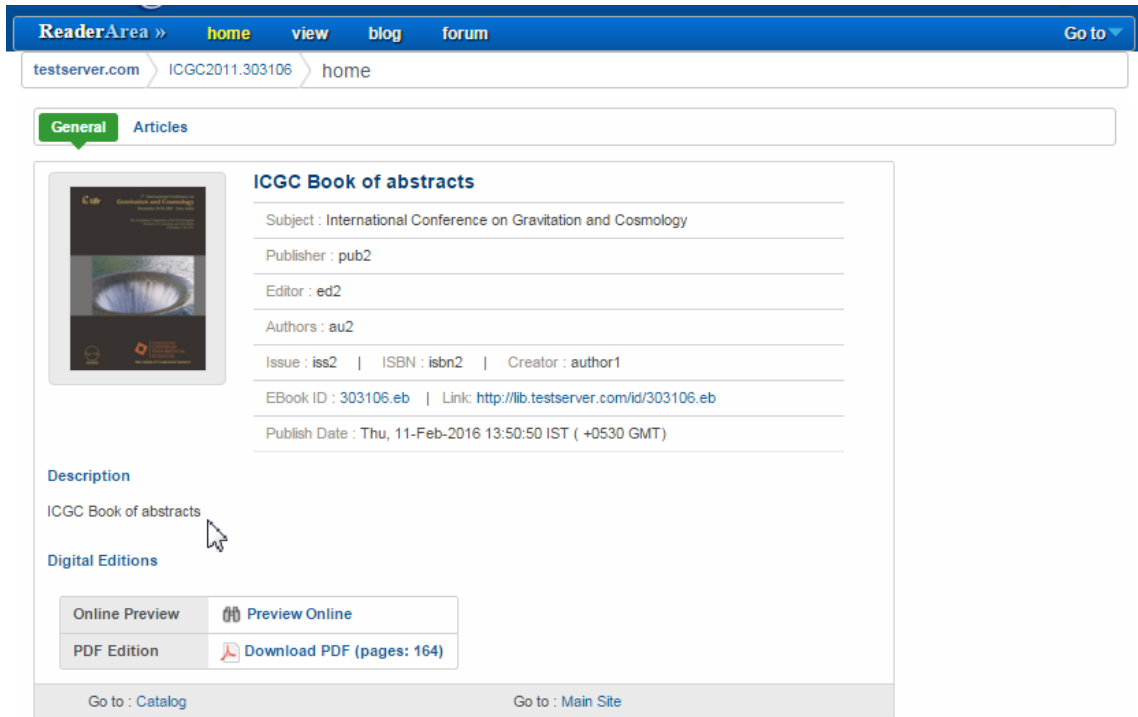 ReaderArea » home view blog forum Go to
testserver.com ICGC2011.303106 home
General Articles
ICGC Book of abstracts
Gravitation and Cosmology
Subject : International Conference on Gravitation and Cosmology
Publisher : pub2
Editor : ed2
Authors : au2
Issue : iss2 | ISBN : isbn2 | Creator : author1
EBook ID : 303106.eb | Link: http://lib.testserver.com/id/303106.eb
Publish Date : Thu, 11-Feb-2016 13:50:50 IST ( +0530 GMT)
Description
ICGC Book of abstracts
Digital Editions
Online Preview Preview Online
PDF Edition Download PDF (pages: 164)
Go to : Catalog Go to : Main Site